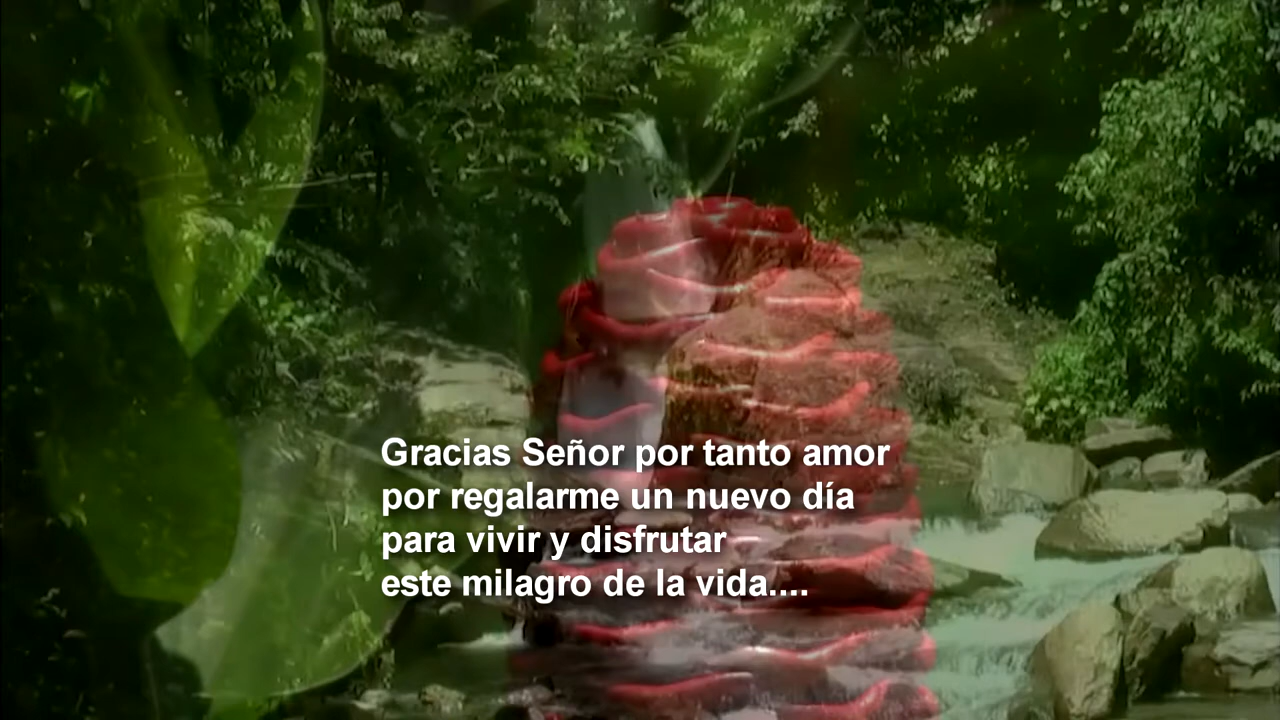 Gracias Señor por tanto amor
por regalarme un nuevo día
para vivir y disfrutar
este milagro de la vida....